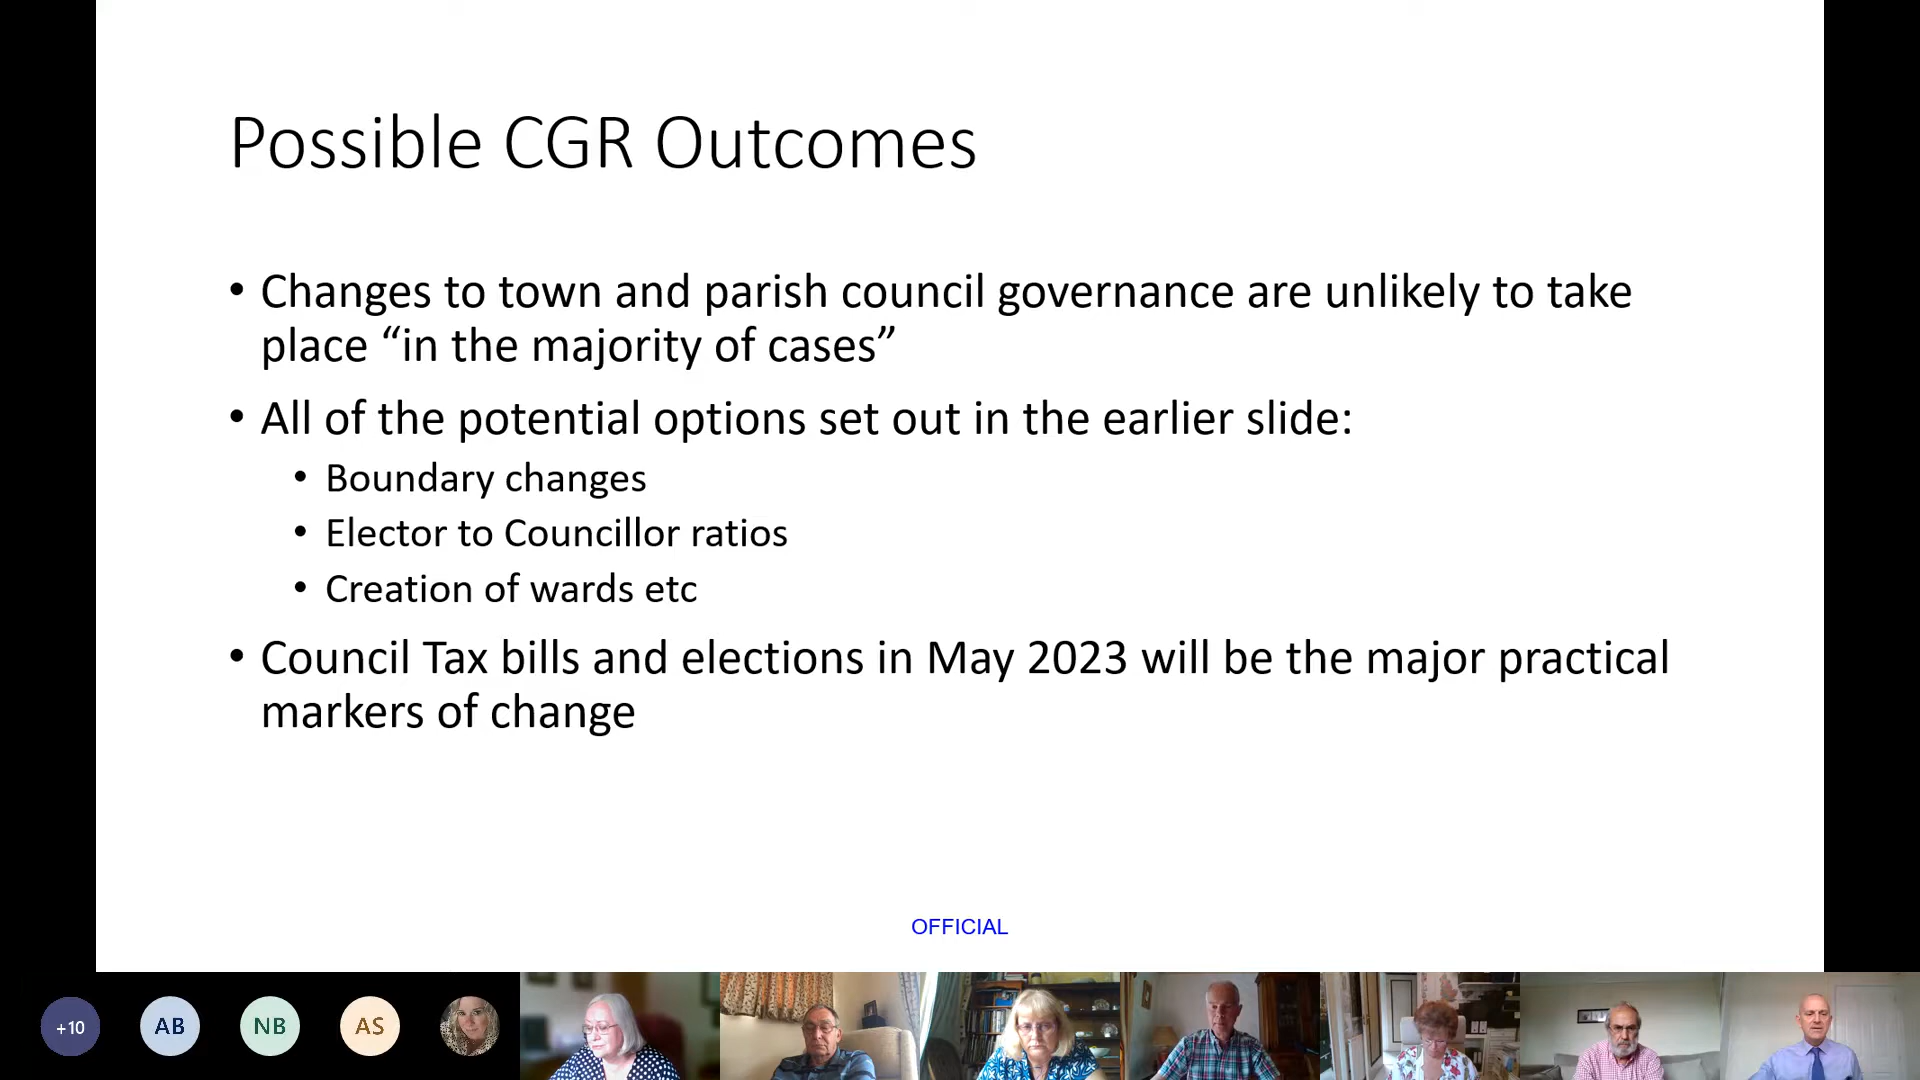 Possible CGR Outcomes
• Changes to town and parish council governance are unlikely to take
place “in the majority of cases”
• All of the potential options set out in the earlier slide:
• Boundary changes
• Elector to Councillor ratios
• Creation of wards etc
• Council Tax bills and elections in May 2023 will be the major practical
markers of change
OFFICIAL
+10 AB NB AS